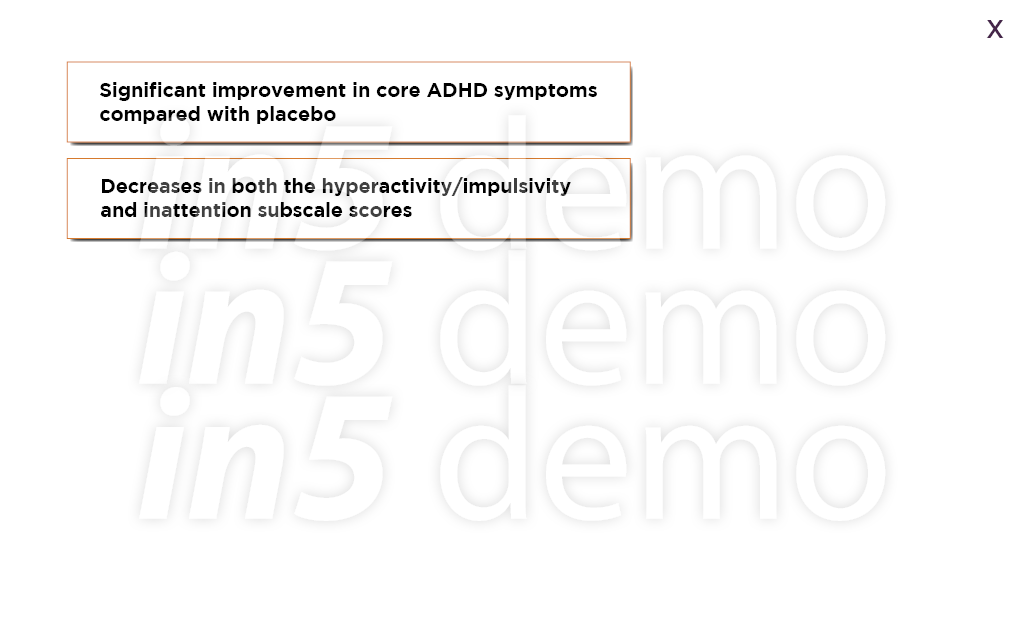 X
Significant improvement in core ADHD symptoms
compared with placebo
Decreases in both the hyperactivity/impulsivity
and inattention subscale scores
in5 demo
in5 demo
in5 demo